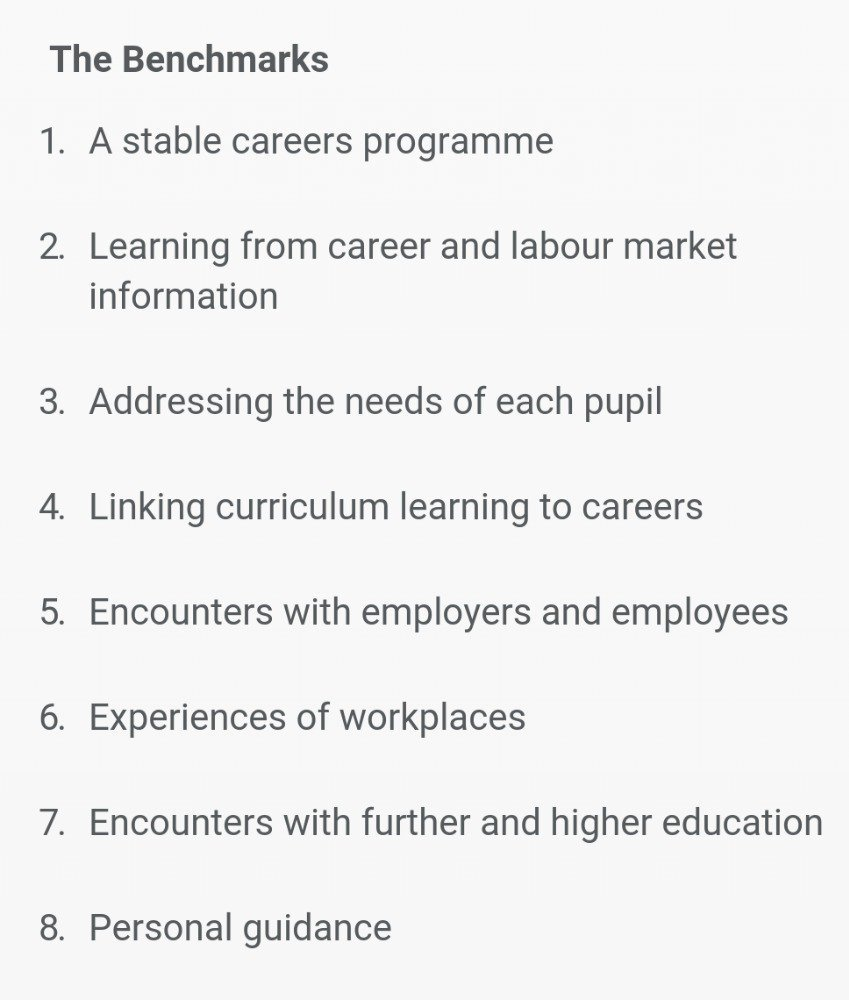 The Benchmarks
1. A stable careers programme
2. Learning from career and labour market
information
3. Addressing the needs of each pupil
4. Linking curriculum learning to careers
5. Encounters with employers and employees
6. Experiences of workplaces
7. Encounters with further and higher education
8. Personal guidance